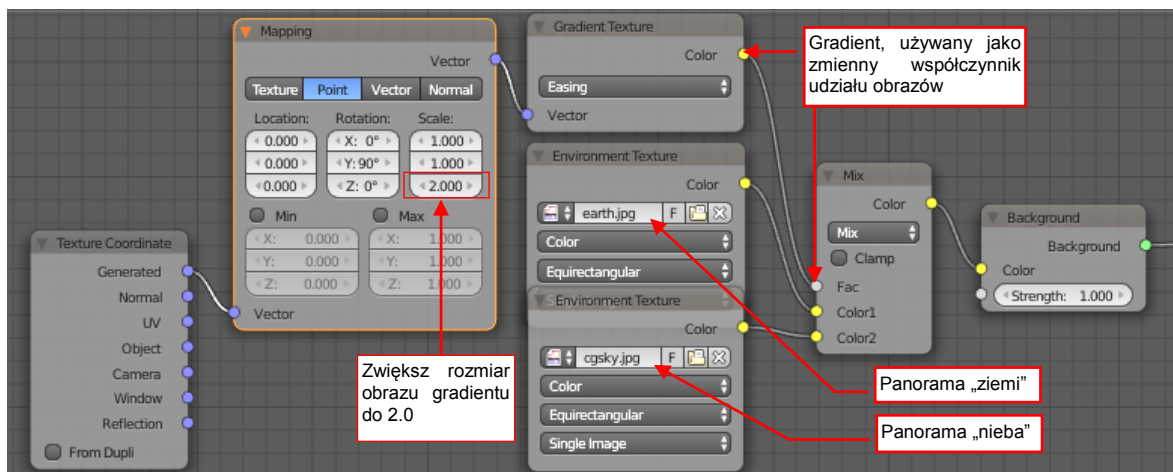 Mapping
Vector
Texture Point Vector Normal
Location: Rotation: Scale:
0.000 X: 0° 1.000
0.000 Y: 90° 1.000
0.000 Z: 0° 2.000
Min Max
X: 0.000 X: 1.000
Y: 0.000 Y: 1.000
Z: 0.000 Z: 1.000
Vector
Texture Coordinate
Generated
Normal
UV
Object
Camera
Window
Reflection
From Dupli
Gradient Texture
Color
Easing
Vector
Environment Texture
Color
earth.jpg F
Color
Equirectangular
Environment Texture
Color
cgsky.jpg F
Color
Equirectangular
Single Image
Mix
Color
Mix
Clamp
Fac
Color1
Color2
Background
Background
Color
Strength: 1.000
Gradient, używany jako
zmienny współczynnik
udziału obrazów
Zwiększ rozmiar
obrazu gradientu
do 2.0
Panorama „ziemi”
Panorama „nieba”